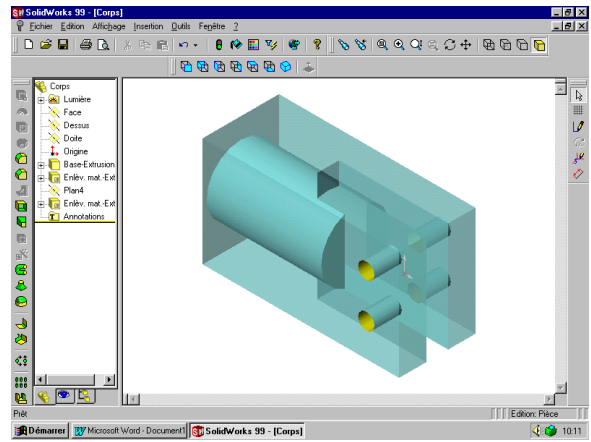 SolidWorks 99 - [Corps]
Fichier Edition Affichage Insertion Outils Fenêtre ?
Corps
Lumière
Face
Dessus
Doite
Origine
Base-Extrusion
Enlèv. mat.-Ext
Plan4
Enlèv. mat.-Ext
Annotations
Prêt
Edition: Pièce
Démarrer
Microsoft Word - Document1
SolidWorks 99 - [Corps]
10:11